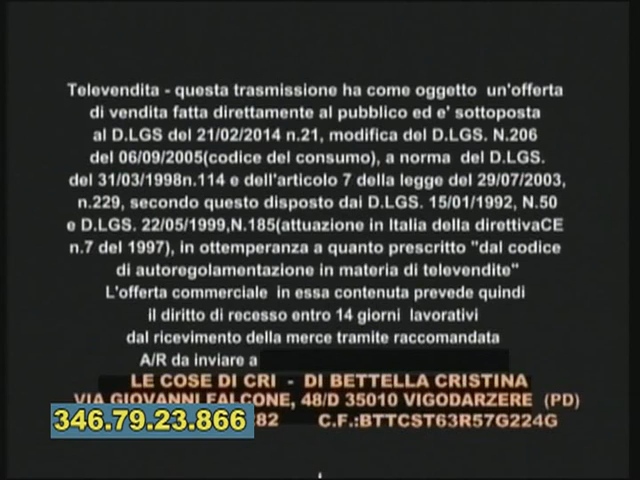 Televendita - questa trasmissione ha come oggetto un'offerta
di vendita fatta direttamente al pubblico ed e' sottoposta
al D.LGS del 21/02/2014 n.21, modifica del D.LGS. N.206
del 06/09/2005(codice del consumo), a norma del D.LGS.
del 31/03/1998n.114 e dell'articolo 7 della legge del 29/07/2003,
n.229, secondo questo disposto dai D.LGS. 15/01/1992, N.50
e D.LGS. 22/05/1999,N.185(attuazione in Italia della direttivaCE
n.7 del 1997), in ottemperanza a quanto prescritto "dal codice
di autoregolamentazione in materia di televendite"
L'offerta commerciale in essa contenuta prevede quindi
il diritto di recesso entro 14 giorni lavorativi
dal ricevimento della merce tramite raccomandata
A/R da inviare a
LE COSE DI CRI - DI BETTELLA CRISTINA
VIA GIOVANNI FALCONE, 48/D 35010 VIGODARZERE (PD)
346.79.23.866 282 C.F.:BTTCST63R57G224G